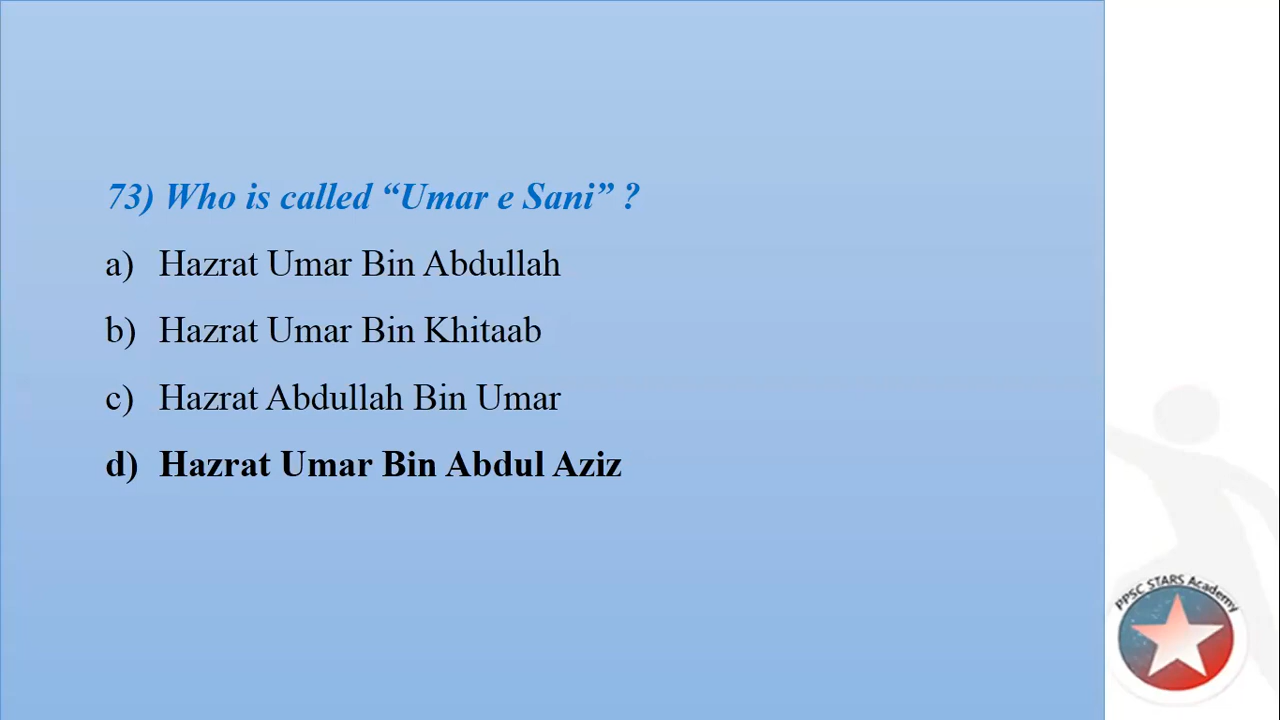 73) Who is called “Umar e Sani” ?
a) Hazrat Umar Bin Abdullah
b) Hazrat Umar Bin Khitaab
c) Hazrat Abdullah Bin Umar
d) Hazrat Umar Bin Abdul Aziz
PPSC STARS Academy